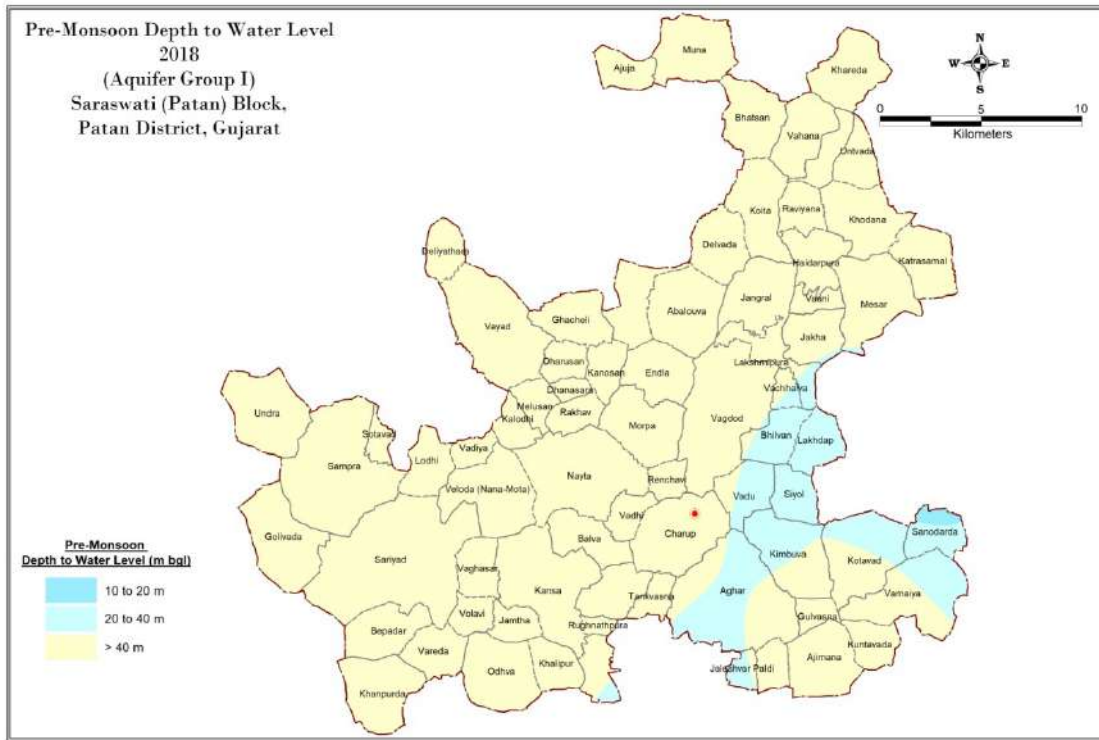 Pre-Monsoon Depth to Water Level
2018
(Aquifer Group I)
Saraswati (Patan) Block,
Patan District, Gujarat
N
W E
S
0 5 10
Kilometers
Muna
Ajuja
Khareda
Bhatsan
Vahana
Untvada
Koita
Raviyana
Khodana
Delvada
Haidarpura
Katrasamal
Deliyathara
Abalouva
Jangral
Vaani
Mesar
Vayad
Ghacheli
Jakha
Dharusan
Kanosan
Endla
Lakshmipura
Vachhalva
Dhanasara
Undra
Melusan
Kalodhi
Rakhav
Morpa
Vagdod
Sotavad
Bhilvan
Lakhdap
Sampra
Lodhi
Vadiya
Veloda (Nana-Mota)
Nayta
Renchavi
Vadu
Siyol
Golivada
Vadhi
Charup
Sanodarda
Sariyad
Balva
Kimbuva
Kotavad
Vaghasar
Kansa
Tankvasna
Aghar
Vamaiya
Volavi
Jamtha
Rughnathpura
Gulvasna
Bepadar
Vareda
Kuntavada
Khanpurda
Odhva
Khalipur
Jaleshvar Paldi
Ajimana
Pre-Monsoon
Depth to Water Level (m bgl)
10 to 20 m
20 to 40 m
> 40 m